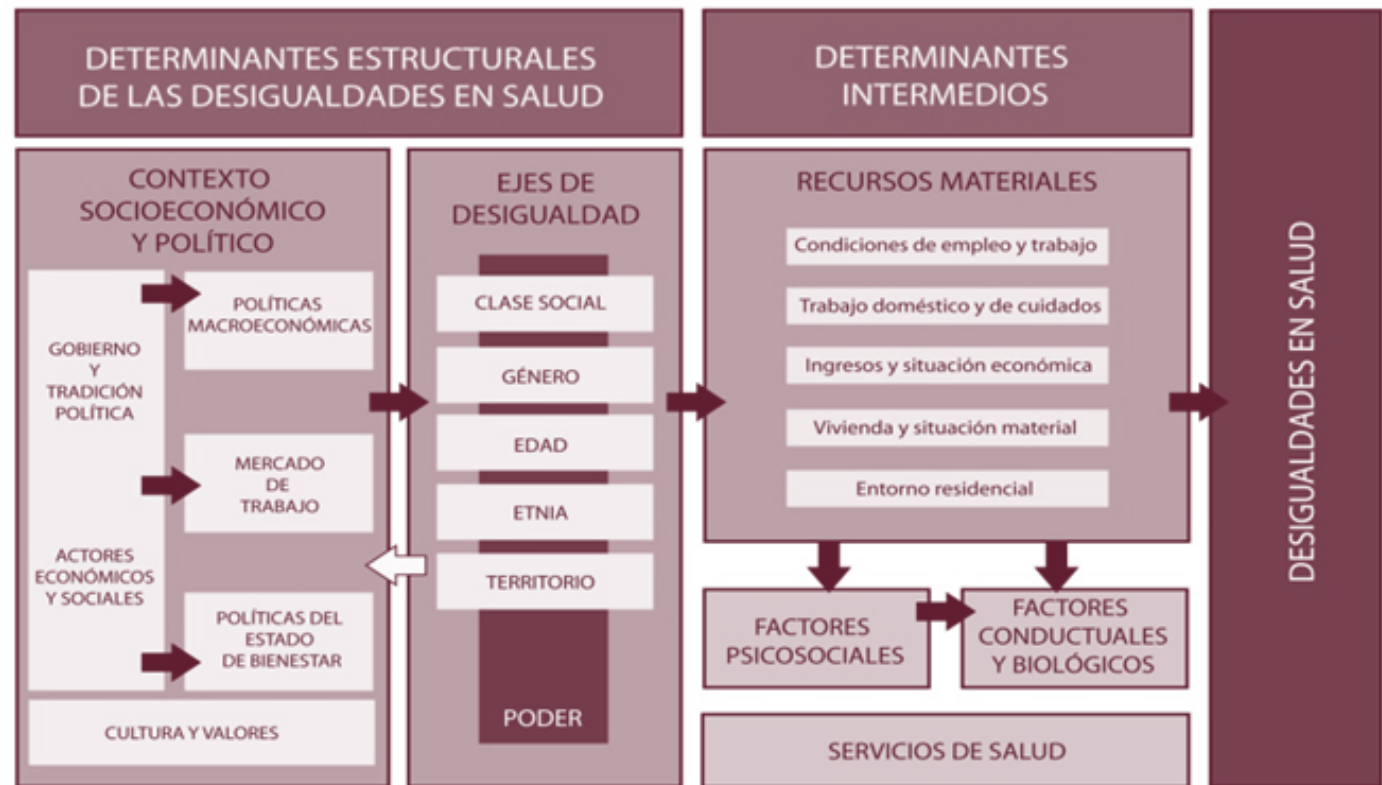 DETERMINANTES ESTRUCTURALES
DE LAS DESIGUALDADES EN SALUD
DETERMINANTES
INTERMEDIOS
CONTEXTO
SOCIOECONÓMICO
Y POLÍTICO
GOBIERNO
Y
TRADICIÓN
POLÍTICA
ACTORES
ECONÓMICOS
Y SOCIALES
POLÍTICAS
MACROECONÓMICAS
MERCADO
DE
TRABAJO
POLÍTICAS DEL
ESTADO
DE BIENESTAR
CULTURA Y VALORES
EJES DE
DESIGUALDAD
CLASE SOCIAL
GÉNERO
EDAD
ETNIA
TERRITORIO
PODER
RECURSOS MATERIALES
Condiciones de empleo y trabajo
Trabajo doméstico y de cuidados
Ingresos y situación económica
Vivienda y situación material
Entorno residencial
FACTORES
PSICOSOCIALES
FACTORES
CONDUCTUALES
Y BIOLÓGICOS
SERVICIOS DE SALUD
DESIGUALDADES EN SALUD